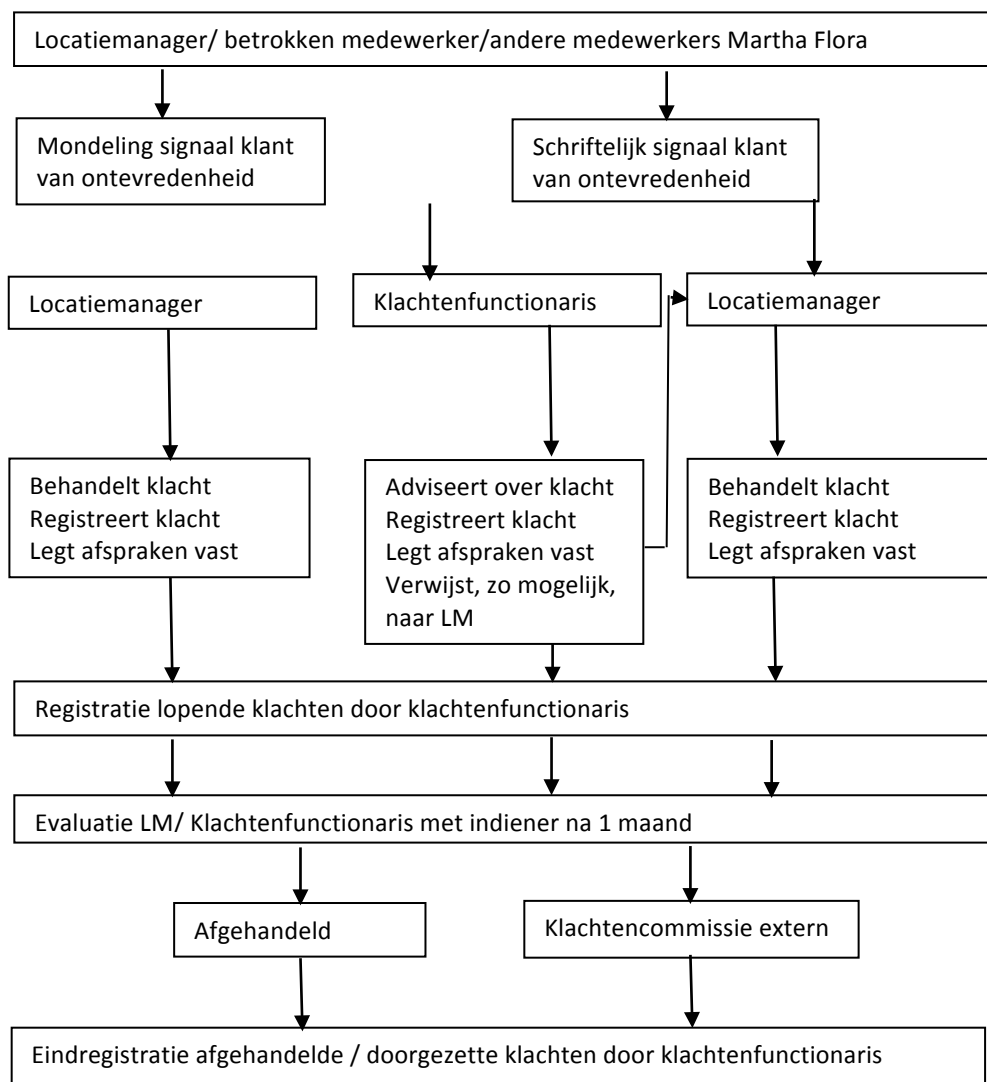 Locatiemanager/ betrokken medewerker/andere medewerkers Martha Flora
Mondeling signaal klant
van ontevredenheid
Schriftelijk signaal klant
van ontevredenheid
Locatiemanager
Klachtenfunctionaris
Locatiemanager
Behandelt klacht
Registreert klacht
Legt afspraken vast
Adviseert over klacht
Registreert klacht
Legt afspraken vast
Verwijst, zo mogelijk,
naar LM
Behandelt klacht
Registreert klacht
Legt afspraken vast
Registratie lopende klachten door klachtenfunctionaris
Evaluatie LM/ Klachtenfunctionaris met indiener na 1 maand
Afgehandeld
Klachtencommissie extern
Eindregistratie afgehandelde / doorgezette klachten door klachtenfunctionaris